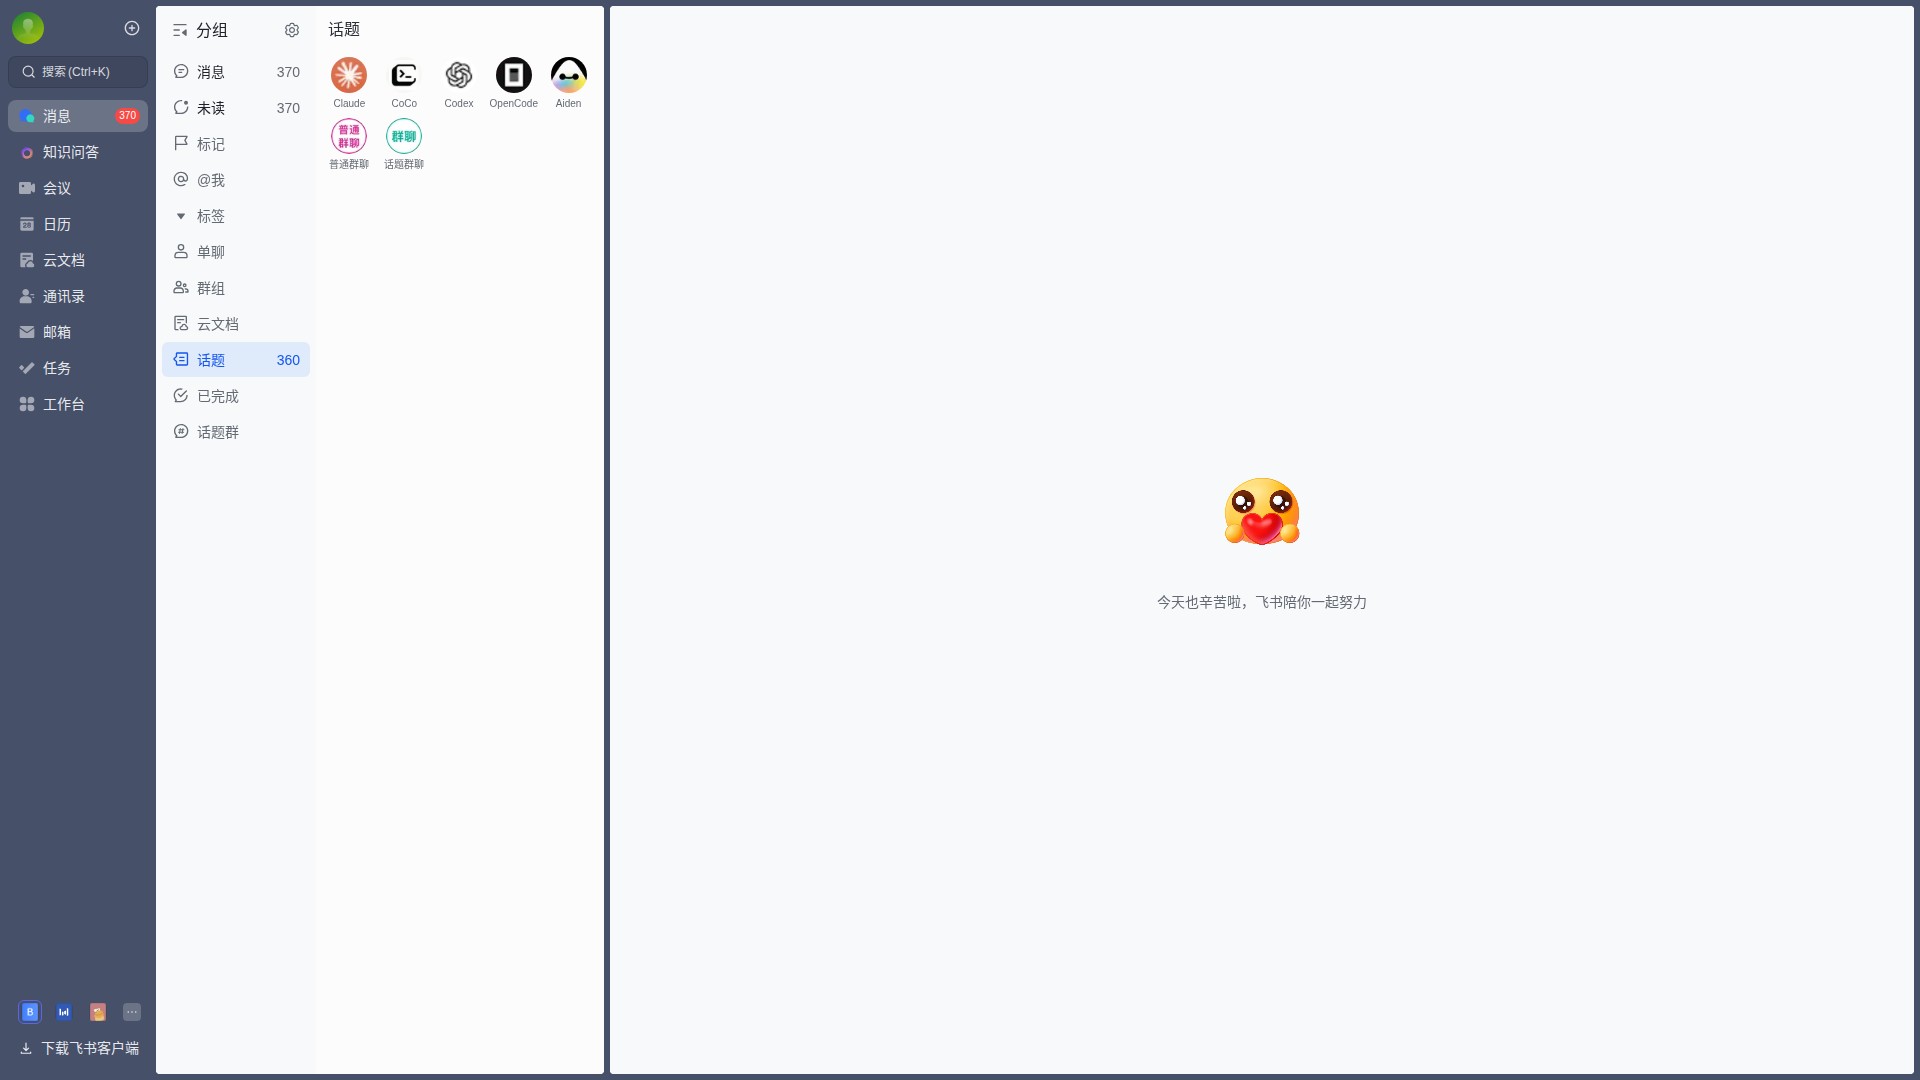 搜索 (Ctrl+K)
消息 370
知识问答
会议
日历
云文档
通讯录
邮箱
任务
工作台
B
下载飞书客户端
分组
消息 370
未读 370
标记
@我
标签
单聊
群组
云文档
话题 360
已完成
话题群
话题
Claude CoCo Codex OpenCode Aiden
普通
群聊
群聊
普通群聊 话题群聊
今天也辛苦啦，飞书陪你一起努力